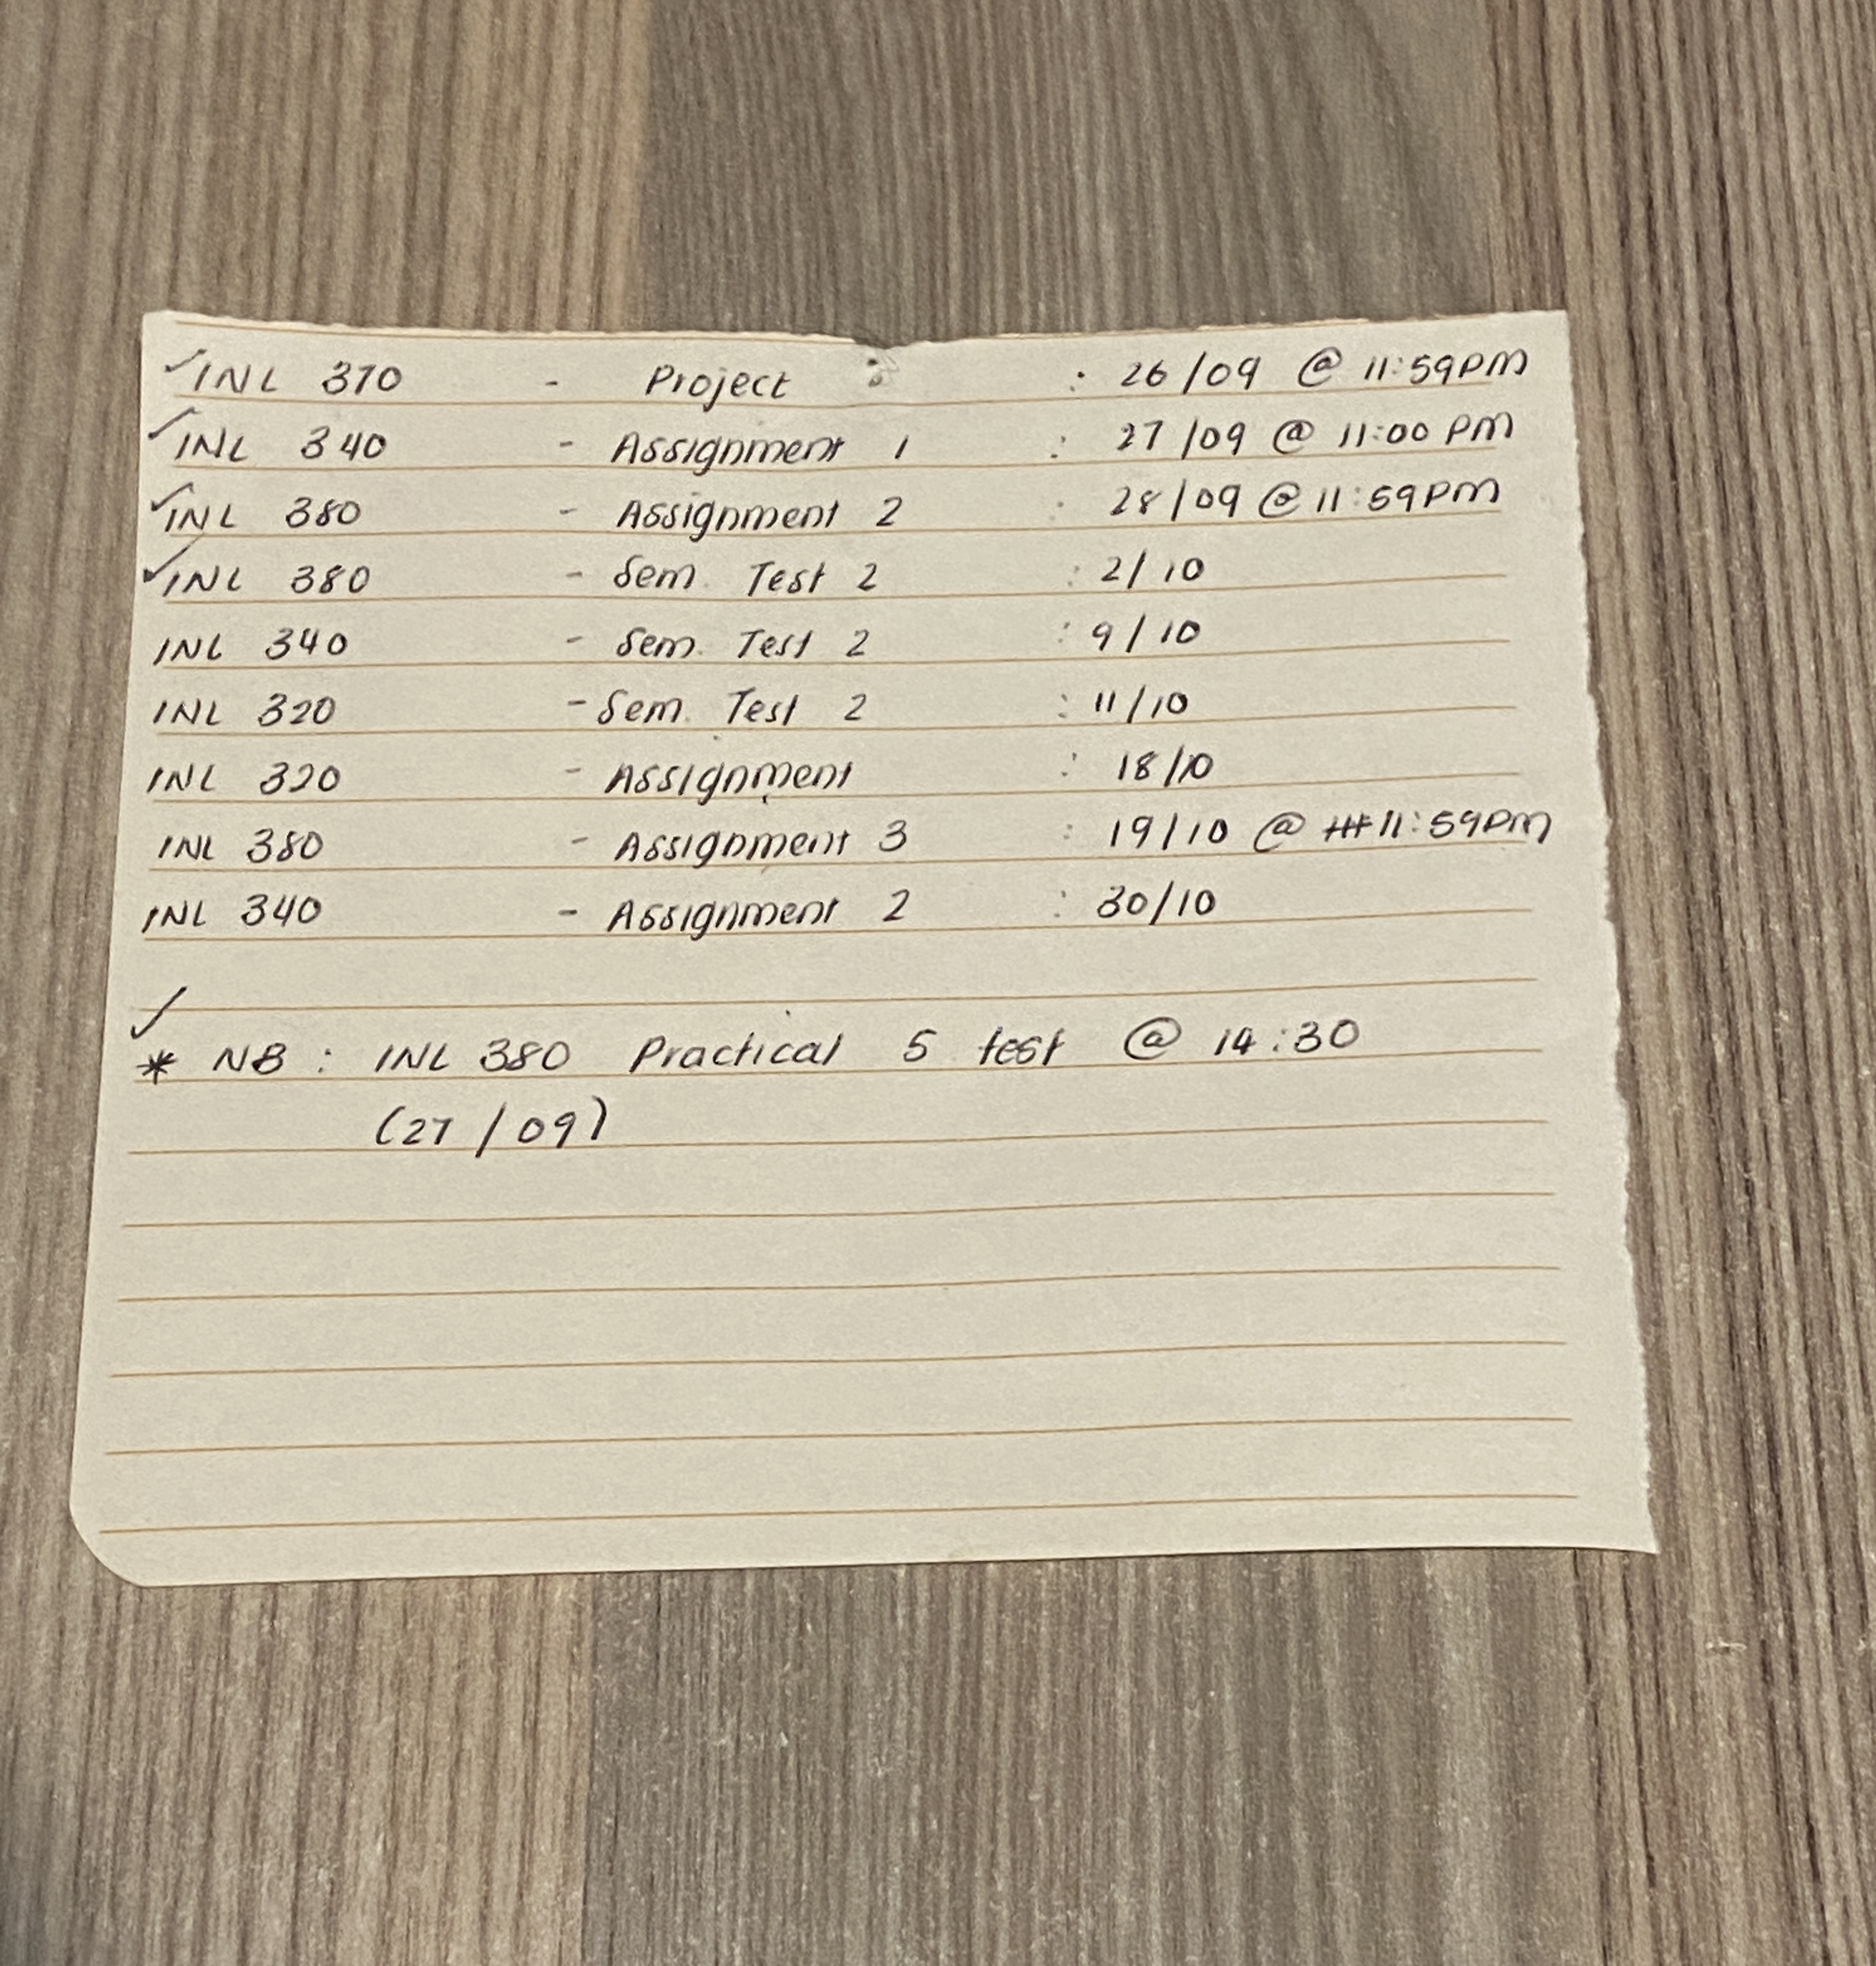 ✓ INL 370 - Project : 26/09 @ 11:59PM
✓ INL 340 - Assignment 1 : 27/09 @ 11:00 PM
✓ INL 380 - Assignment 2 : 28/09 @ 11:59PM
✓ INL 380 - Sem. Test 2 : 2/10
INL 340 - Sem. Test 2 : 9/10
INL 320 - Sem. Test 2 : 11/10
INL 320 - Assignment : 18/10
INL 380 - Assignment 3 : 19/10 @ 11:59PM
INL 340 - Assignment 2 : 30/10
✓
* NB : INL 380 Practical 5 test @ 14:30
(27/09)